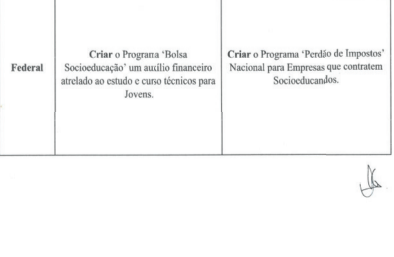 Federal
Criar o Programa 'Bolsa
Socioeducação' um auxílio financeiro
atrelado ao estudo e curso técnicos para
Jovens.
Criar o Programa 'Perdão de Impostos'
Nacional para Empresas que contratem
Socioeducandos.